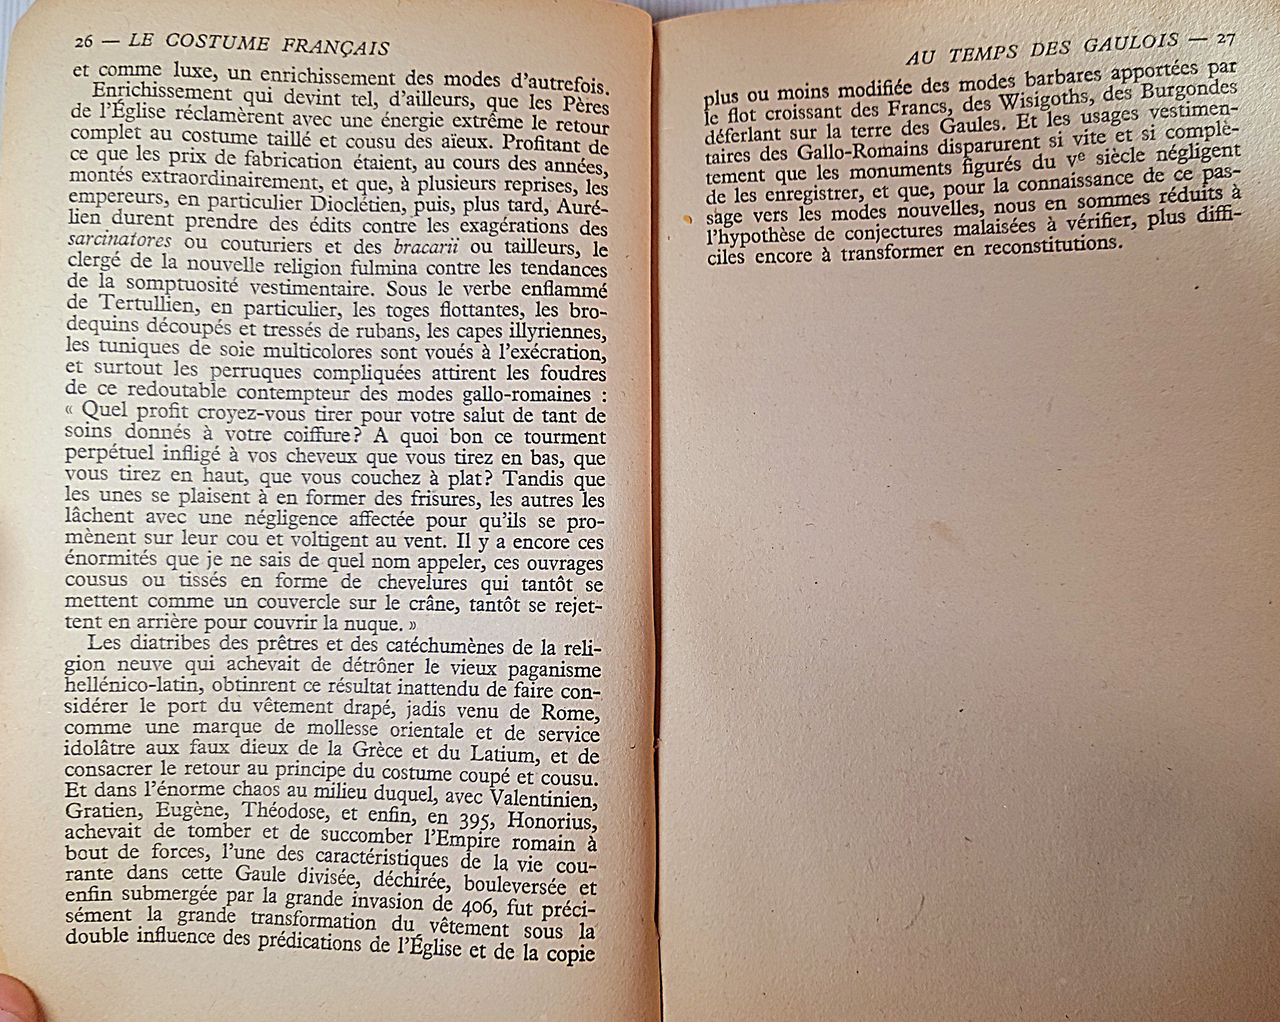 26 — LE COSTUME FRANÇAIS
et comme luxe, un enrichissement des modes d'autrefois.
Enrichissement qui devint tel, d'ailleurs, que les Pères
de l'Église réclamèrent avec une énergie extrême le retour
complet au costume taillé et cousu des aïeux. Profitant de
ce que les prix de fabrication étaient, au cours des années,
montés extraordinairement, et que, à plusieurs reprises, les
empereurs, en particulier Dioclétien, puis, plus tard, Auré-
lien durent prendre des édits contre les exagérations des
sarcinatores ou couturiers et des bracarii ou tailleurs, le
clergé de la nouvelle religion fulmina contre les tendances
de la somptuosité vestimentaire. Sous le verbe enflammé
de Tertullien, en particulier, les toges flottantes, les bro-
dequins découpés et tressés de rubans, les capes illyriennes,
les tuniques de soie multicolores sont voués à l'exécration,
et surtout les perruques compliquées attirent les foudres
de ce redoutable contempteur des modes gallo-romaines :
« Quel profit croyez-vous tirer pour votre salut de tant de
soins donnés à votre coiffure? A quoi bon ce tourment
perpétuel infligé à vos cheveux que vous tirez en bas, que
vous tirez en haut, que vous couchez à plat? Tandis que
les unes se plaisent à en former des frisures, les autres les
lâchent avec une négligence affectée pour qu'ils se pro-
mènent sur leur cou et voltigent au vent. Il y a encore ces
énormités que je ne sais de quel nom appeler, ces ouvrages
cousus ou tissés en forme de chevelures qui tantôt se
mettent comme un couvercle sur le crâne, tantôt se rejet-
tent en arrière pour couvrir la nuque. »
Les diatribes des prêtres et des catéchumènes de la reli-
gion neuve qui achevait de détrôner le vieux paganisme
hellénico-latin, obtinrent ce résultat inattendu de faire con-
sidérer le port du vêtement drapé, jadis venu de Rome,
comme une marque de mollesse orientale et de service
idolâtre aux faux dieux de la Grèce et du Latium, et de
consacrer le retour au principe du costume coupé et cousu.
Et dans l'énorme chaos au milieu duquel, avec Valentinien,
Gratien, Eugène, Théodose, et enfin, en 395, Honorius,
achevait de tomber et de succomber l'Empire romain à
bout de forces, l'une des caractéristiques de la vie cou-
rante dans cette Gaule divisée, déchirée, bouleversée et
enfin submergée par la grande invasion de 406, fut préci-
sément la grande transformation du vêtement sous la
double influence des prédications de l'Église et de la copie
AU TEMPS DES GAULOIS — 27
plus ou moins modifiée des modes barbares apportées par
le flot croissant des Francs, des Wisigoths, des Burgondes
déferlant sur la terre des Gaules. Et les usages vestimen-
taires des Gallo-Romains disparurent si vite et si complè-
tement que les monuments figurés du Ve siècle négligent
de les enregistrer, et que, pour la connaissance de ce pas-
sage vers les modes nouvelles, nous en sommes réduits à
l'hypothèse de conjectures malaisées à vérifier, plus diffi-
ciles encore à transformer en reconstitutions.